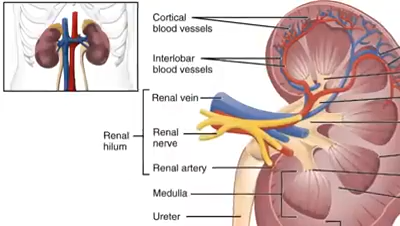 Cortical
blood vessels
Interlobar
blood vessels
Renal vein
Renal
hilum
Renal
nerve
Renal artery
Medulla
Ureter